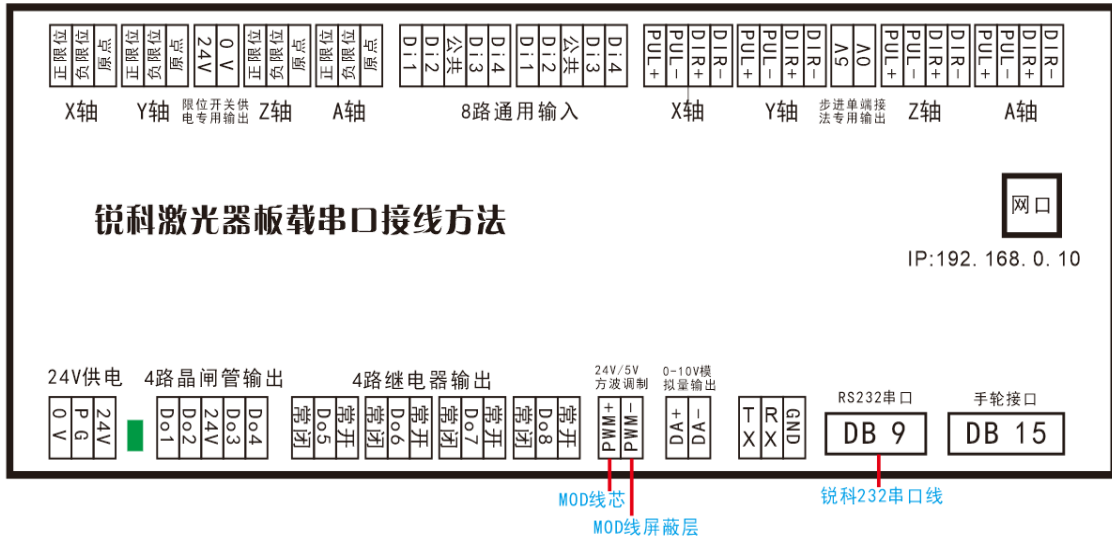 正限位 负限位 原点 正限位 负限位 原点 24V 0V 正限位 负限位 原点 正限位 负限位 原点 Di1 Di2 公共 Di3 Di4 Di1 Di2 公共 Di3 Di4 PUL+ PUL- DIR+ DIR- PUL+ PUL- DIR+ DIR- 5V 0V PUL+ PUL- DIR+ DIR- PUL+ PUL- DIR+ DIR-
X轴 Y轴 限位开关供 Z轴 A轴 8路通用输入 X轴 Y轴 步进单端接 Z轴 A轴
电专用输出 法专用输出
锐科激光器板载串口接线方法
网口
IP:192.168.0.10
24V供电 4路晶闸管输出 4路继电器输出 24V/5V 0-10V模 RS232串口 手轮接口
方波调制 拟量输出
0V PG 24V Do1 Do2 24V Do3 Do4 常闭 Do5 常开 常闭 Do6 常开 常闭 Do7 常开 常闭 Do8 常开 PWM+ PWM- DA+ DA- TX RX GND DB 9 DB 15
MOD线芯 锐科232串口线
MOD线屏蔽层